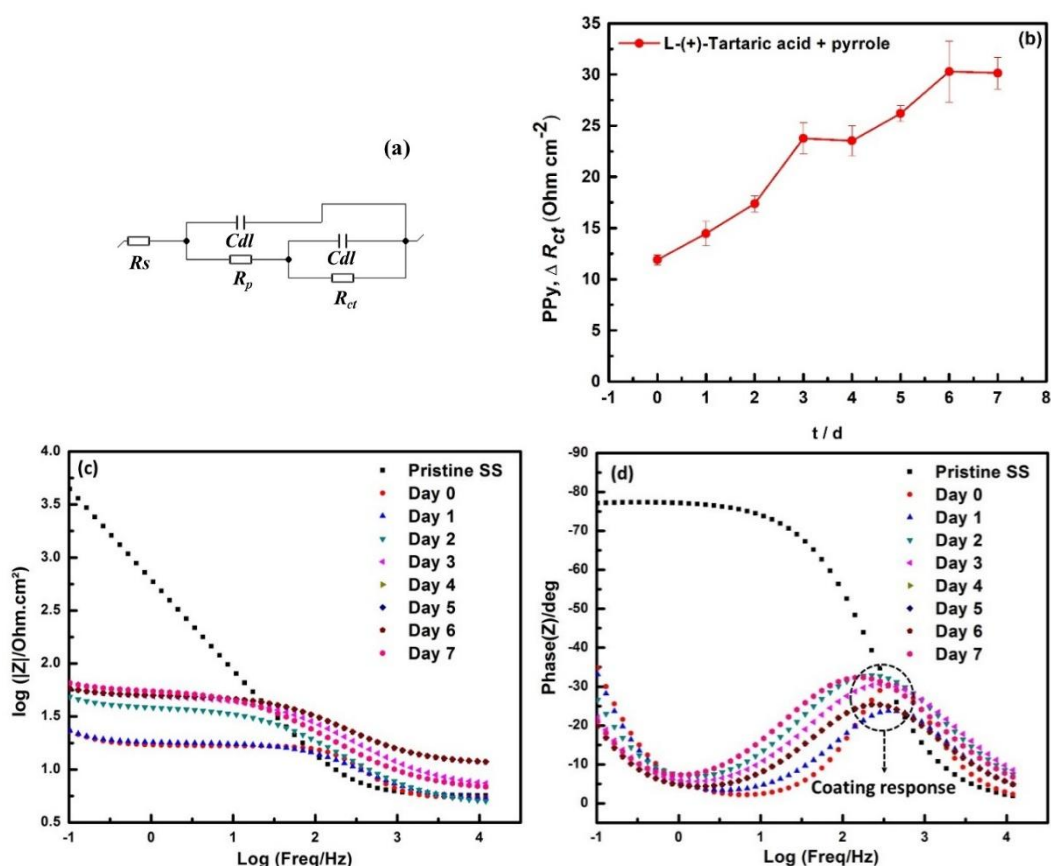 (a)
Cdl
Cdl
Rs
Rp
Rct
L-(+)-Tartaric acid + pyrrole
(b)
PPy, Δ Rct (Ohm cm⁻²)
35
30
25
20
15
10
5
0
-1 0 1 2 3 4 5 6 7 8
t / d
(c)
Pristine SS
Day 0
Day 1
Day 2
Day 3
Day 4
Day 5
Day 6
Day 7
log (|Z|/Ohm.cm²)
4.0
3.5
3.0
2.5
2.0
1.5
1.0
0.5
-1 0 1 2 3 4
Log (Freq/Hz)
(d)
Pristine SS
Day 0
Day 1
Day 2
Day 3
Day 4
Day 5
Day 6
Day 7
Coating response
Phase(Z)/deg
-90
-80
-70
-60
-50
-40
-30
-20
-10
0
-1 0 1 2 3 4
Log (Freq/Hz)